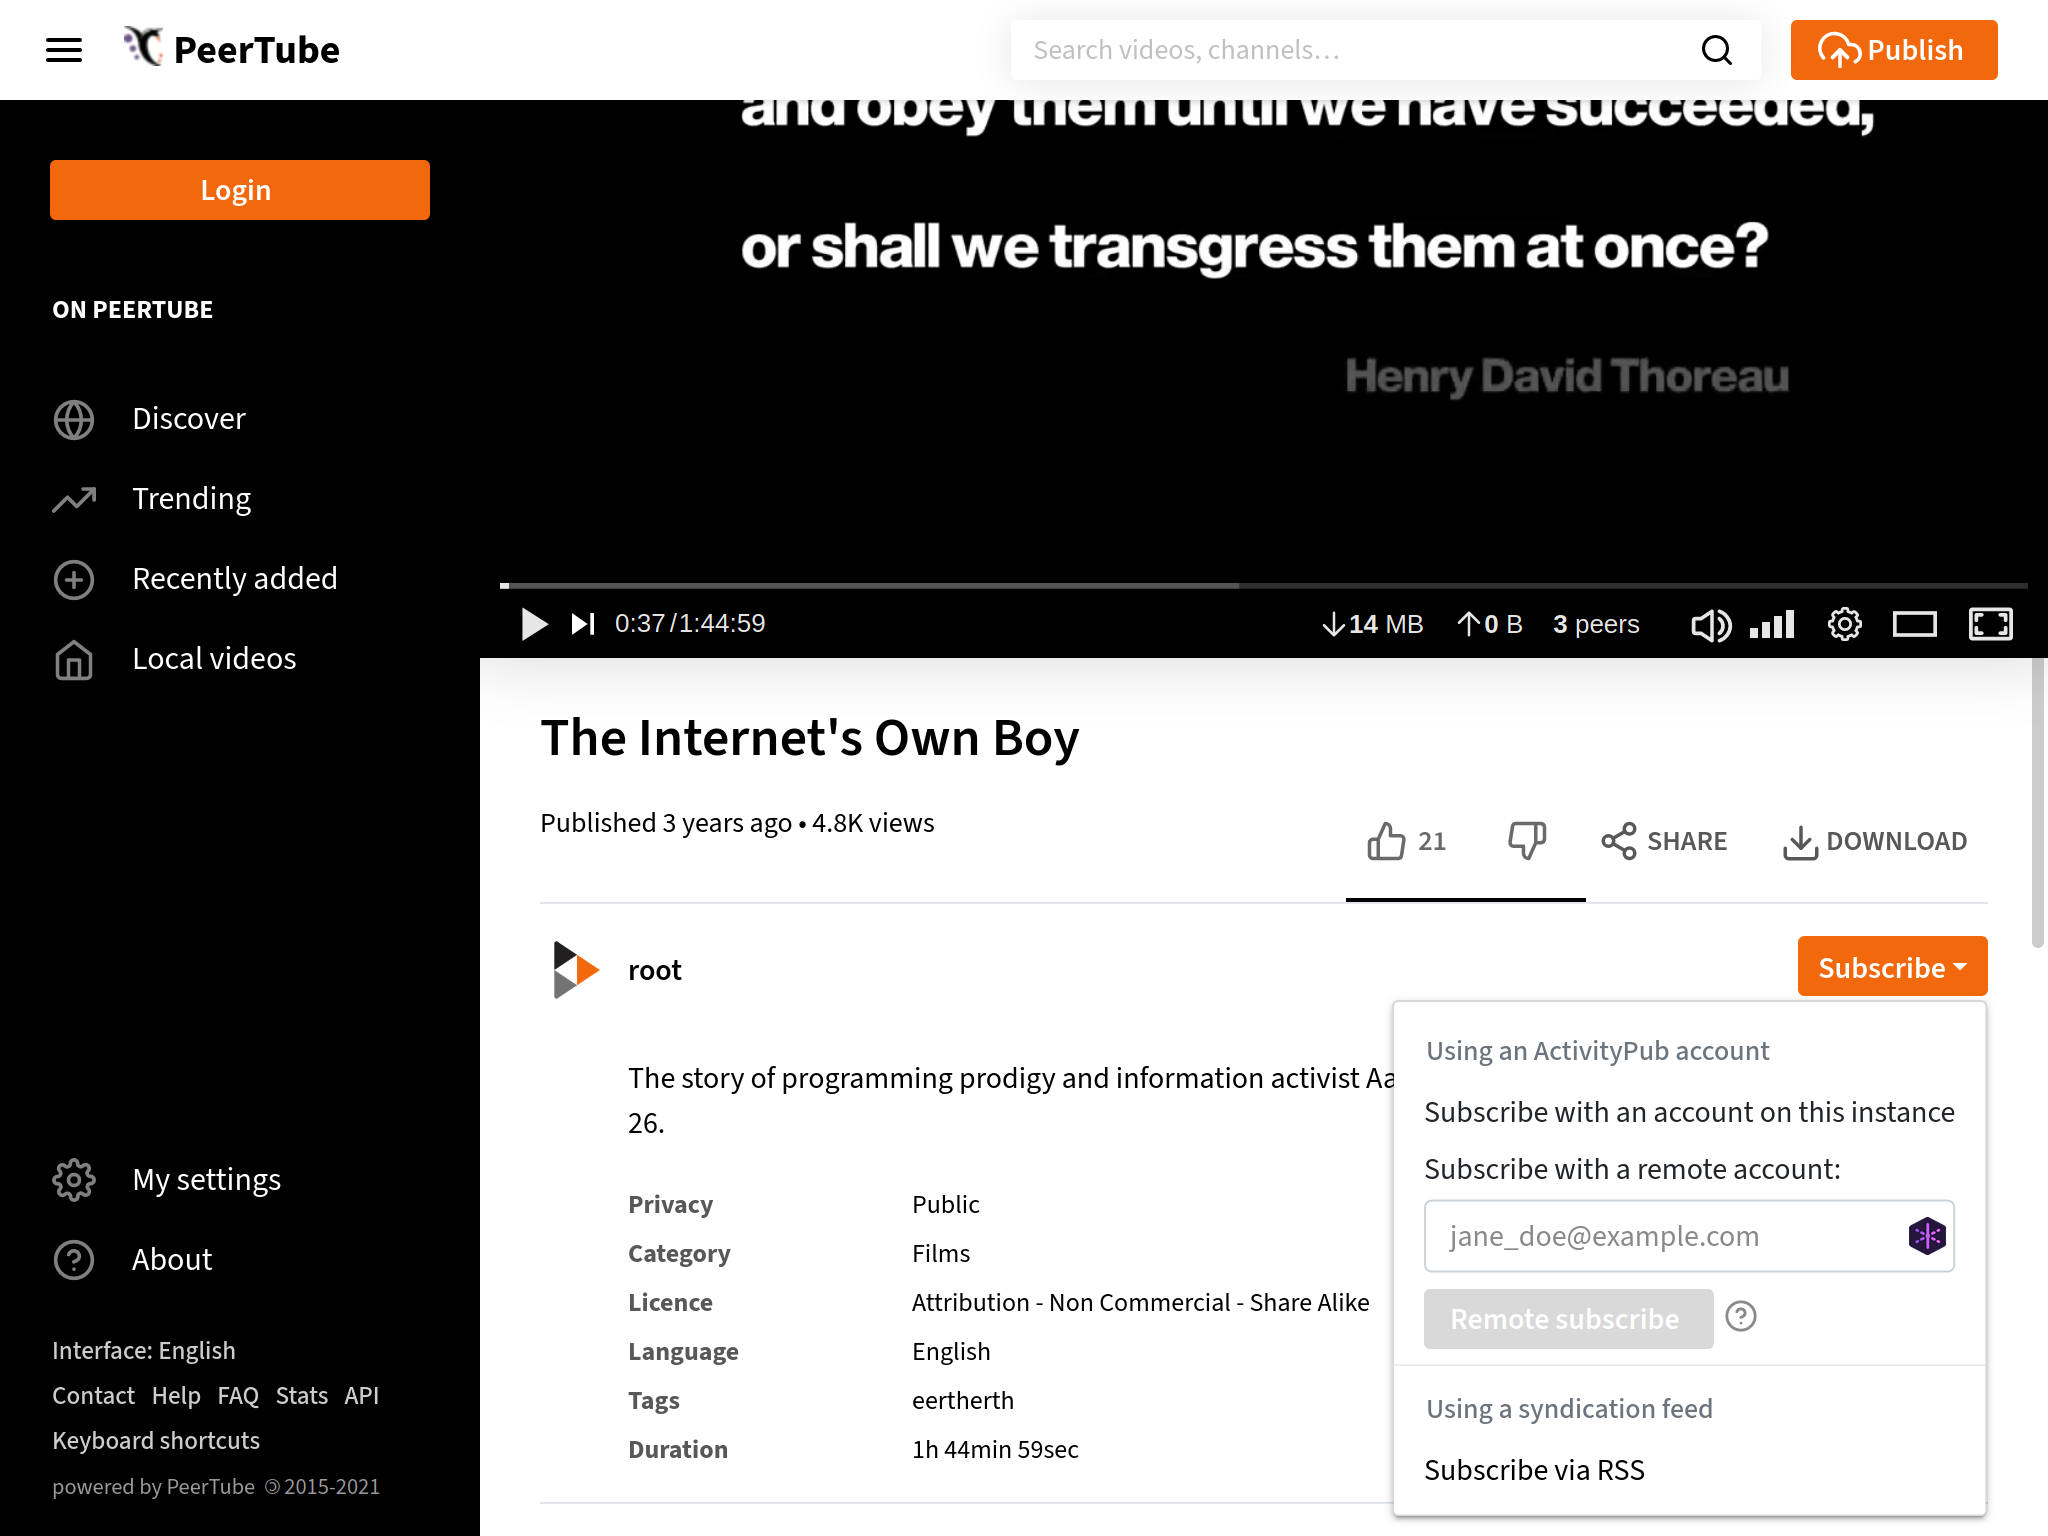 PeerTube
Search videos, channels…
Publish
Login
ON PEERTUBE
Discover
Trending
Recently added
Local videos
My settings
About
Interface: English
Contact Help FAQ Stats API
Keyboard shortcuts
powered by PeerTube 🄯 2015-2021
and obey them until we have succeeded,
or shall we transgress them at once?
Henry David Thoreau
0:37/1:44:59
14 MB
0 B
3 peers
The Internet's Own Boy
Published 3 years ago • 4.8K views
21
SHARE
DOWNLOAD
root
Subscribe
The story of programming prodigy and information activist Aa
26.
Privacy Public
Category Films
Licence Attribution - Non Commercial - Share Alike
Language English
Tags eertherth
Duration 1h 44min 59sec
Using an ActivityPub account
Subscribe with an account on this instance
Subscribe with a remote account:
jane_doe@example.com
Remote subscribe
Using a syndication feed
Subscribe via RSS